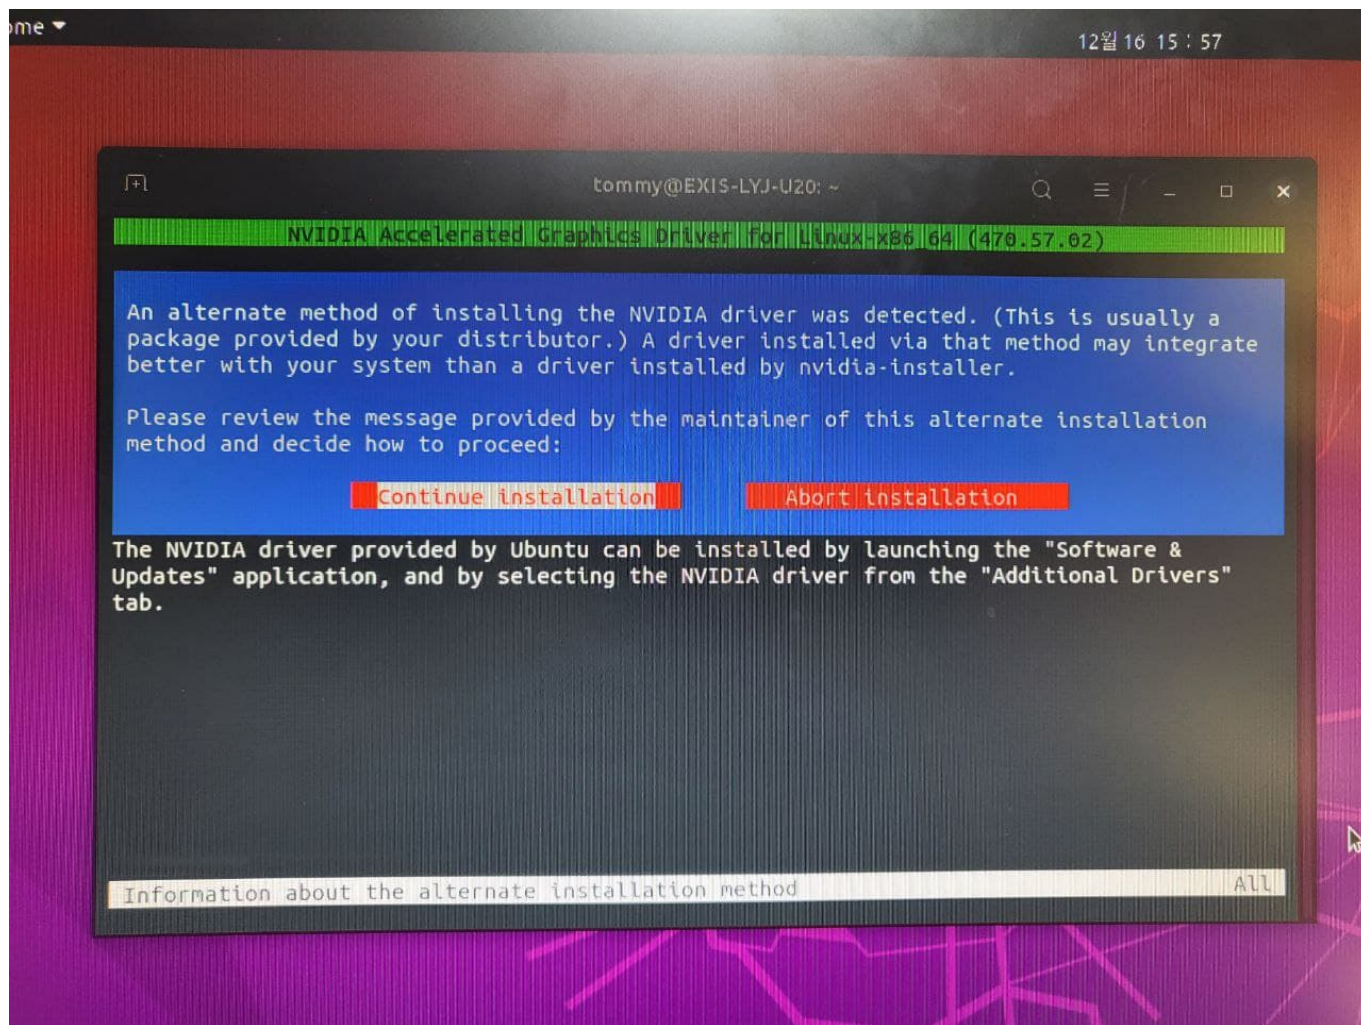 ome
12월 16 15 : 57
tommy@EXIS-LYJ-U20: ~
NVIDIA Accelerated Graphics Driver for Linux-x86_64 (470.57.02)
An alternate method of installing the NVIDIA driver was detected. (This is usually a
package provided by your distributor.) A driver installed via that method may integrate
better with your system than a driver installed by nvidia-installer.
Please review the message provided by the maintainer of this alternate installation
method and decide how to proceed:
Continue installation Abort installation
The NVIDIA driver provided by Ubuntu can be installed by launching the "Software &
Updates" application, and by selecting the NVIDIA driver from the "Additional Drivers"
tab.
Information about the alternate installation method All